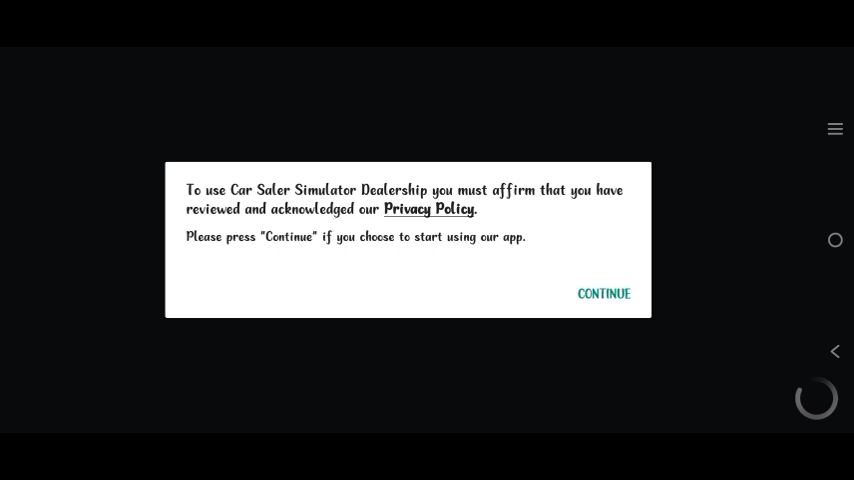 To use Car Saler Simulator Dealership you must affirm that you have
reviewed and acknowledged our Privacy Policy.
Please press "Continue" if you choose to start using our app.
CONTINUE